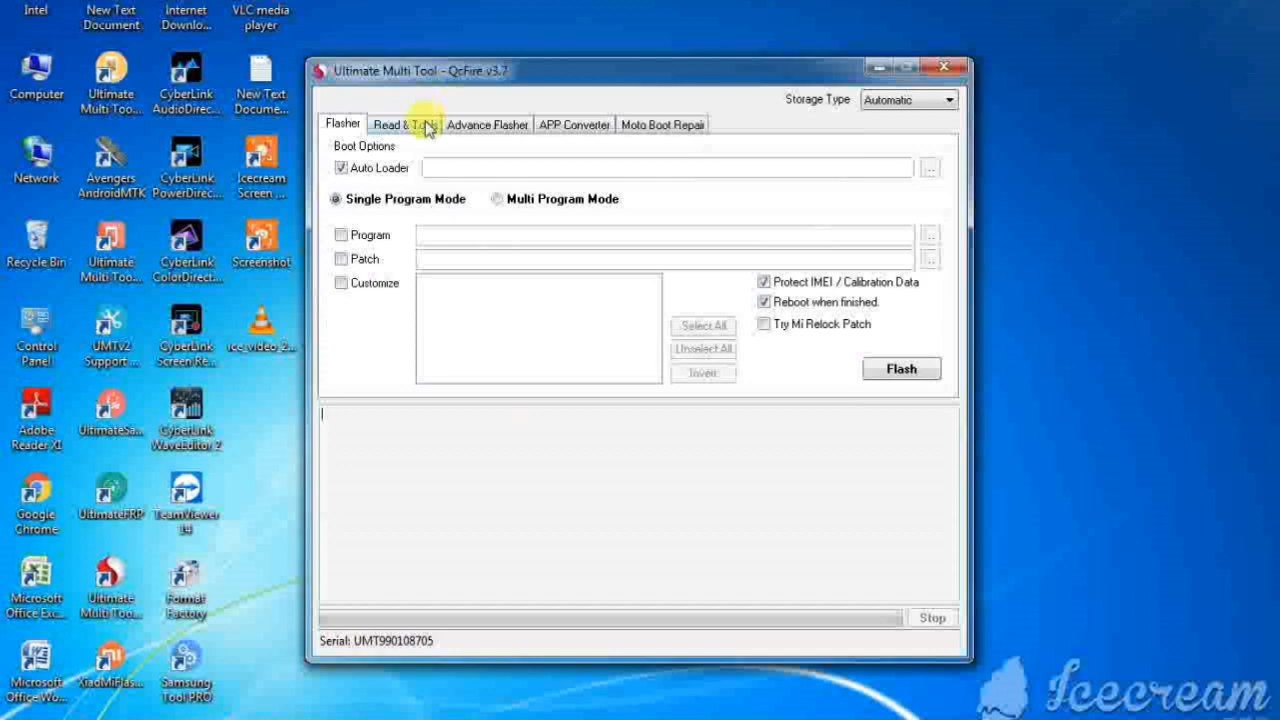 Intel
New Text
Document
Internet
Downlo...
VLC media
player
Computer
Ultimate
Multi Too...
CyberLink
AudioDirec...
New Text
Docume...
Network
Avengers
AndroidMTK
CyberLink
PowerDirec...
Icecream
Screen ...
Recycle Bin
Ultimate
Multi Too...
CyberLink
ColorDirect...
Screenshot
Control
Panel
UMTv2
Support ...
CyberLink
Screen Re...
ice_video_2...
Adobe
Reader XI
UltimateSa...
CyberLink
WaveEditor 2
Google
Chrome
UltimateFRP
TeamViewer
14
Microsoft
Office Exc...
Ultimate
Multi Too...
Format
Factory
Microsoft
Office Wo...
XiaoMiFlas...
Samsung
Tool PRO
Ultimate Multi Tool - QcFire v3.7
Storage Type Automatic
Flasher Read & Tools Advance Flasher APP Converter Moto Boot Repair
Boot Options
Auto Loader ...
Single Program Mode Multi Program Mode
Program ...
Patch ...
Customize
Protect IMEI / Calibration Data
Reboot when finished.
Try Mi Relock Patch
Select All
Unselect All
Invert
Flash
Stop
Serial: UMT990108705
Icecream